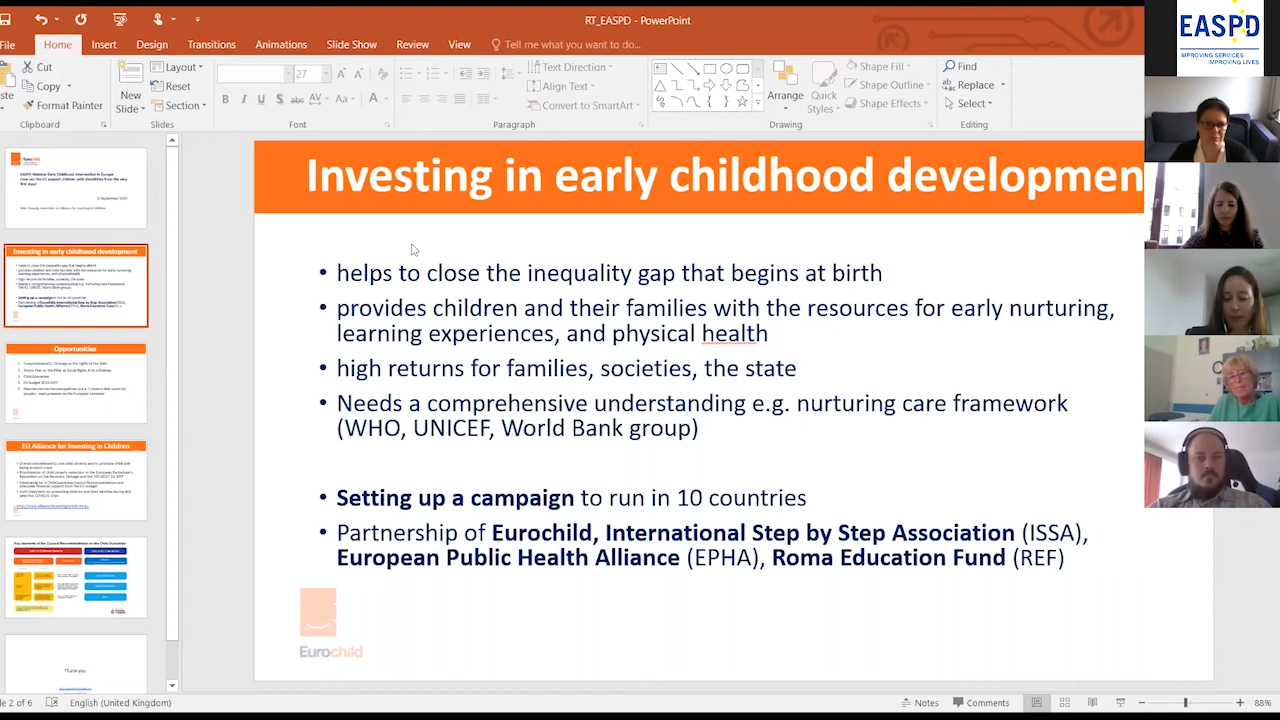 RT_EASPD - PowerPoint
File
Home
Insert
Design
Transitions
Animations
Slide Show
Review
View
Tell me what you want to do...
Cut
Copy
Format Painter
Clipboard
New
Slide
Layout
Reset
Section
Slides
27
B I U S abc AV Aa A
Font
Text Direction
Align Text
Convert to SmartArt
Paragraph
Arrange
Quick
Styles
Shape Fill
Shape Outline
Shape Effects
Drawing
Find
Replace
Select
Editing
EASPD
IMPROVING SERVICES
IMPROVING LIVES
Investing in early childhood development
Opportunities
EU Alliance for Investing in Children
Thank you
Investing in early childhood developmen
• helps to close the inequality gap that begins at birth
• provides children and their families with the resources for early nurturing,
learning experiences, and physical health
• high returns for families, societies, the state
• Needs a comprehensive understanding e.g. nurturing care framework
(WHO, UNICEF, World Bank group)
• Setting up a campaign to run in 10 countries
• Partnership of Eurochild, International Step by Step Association (ISSA),
European Public Health Alliance (EPHA), Roma Education Fund (REF)
Eurochild
de 2 of 6
English (United Kingdom)
Notes
Comments
88%